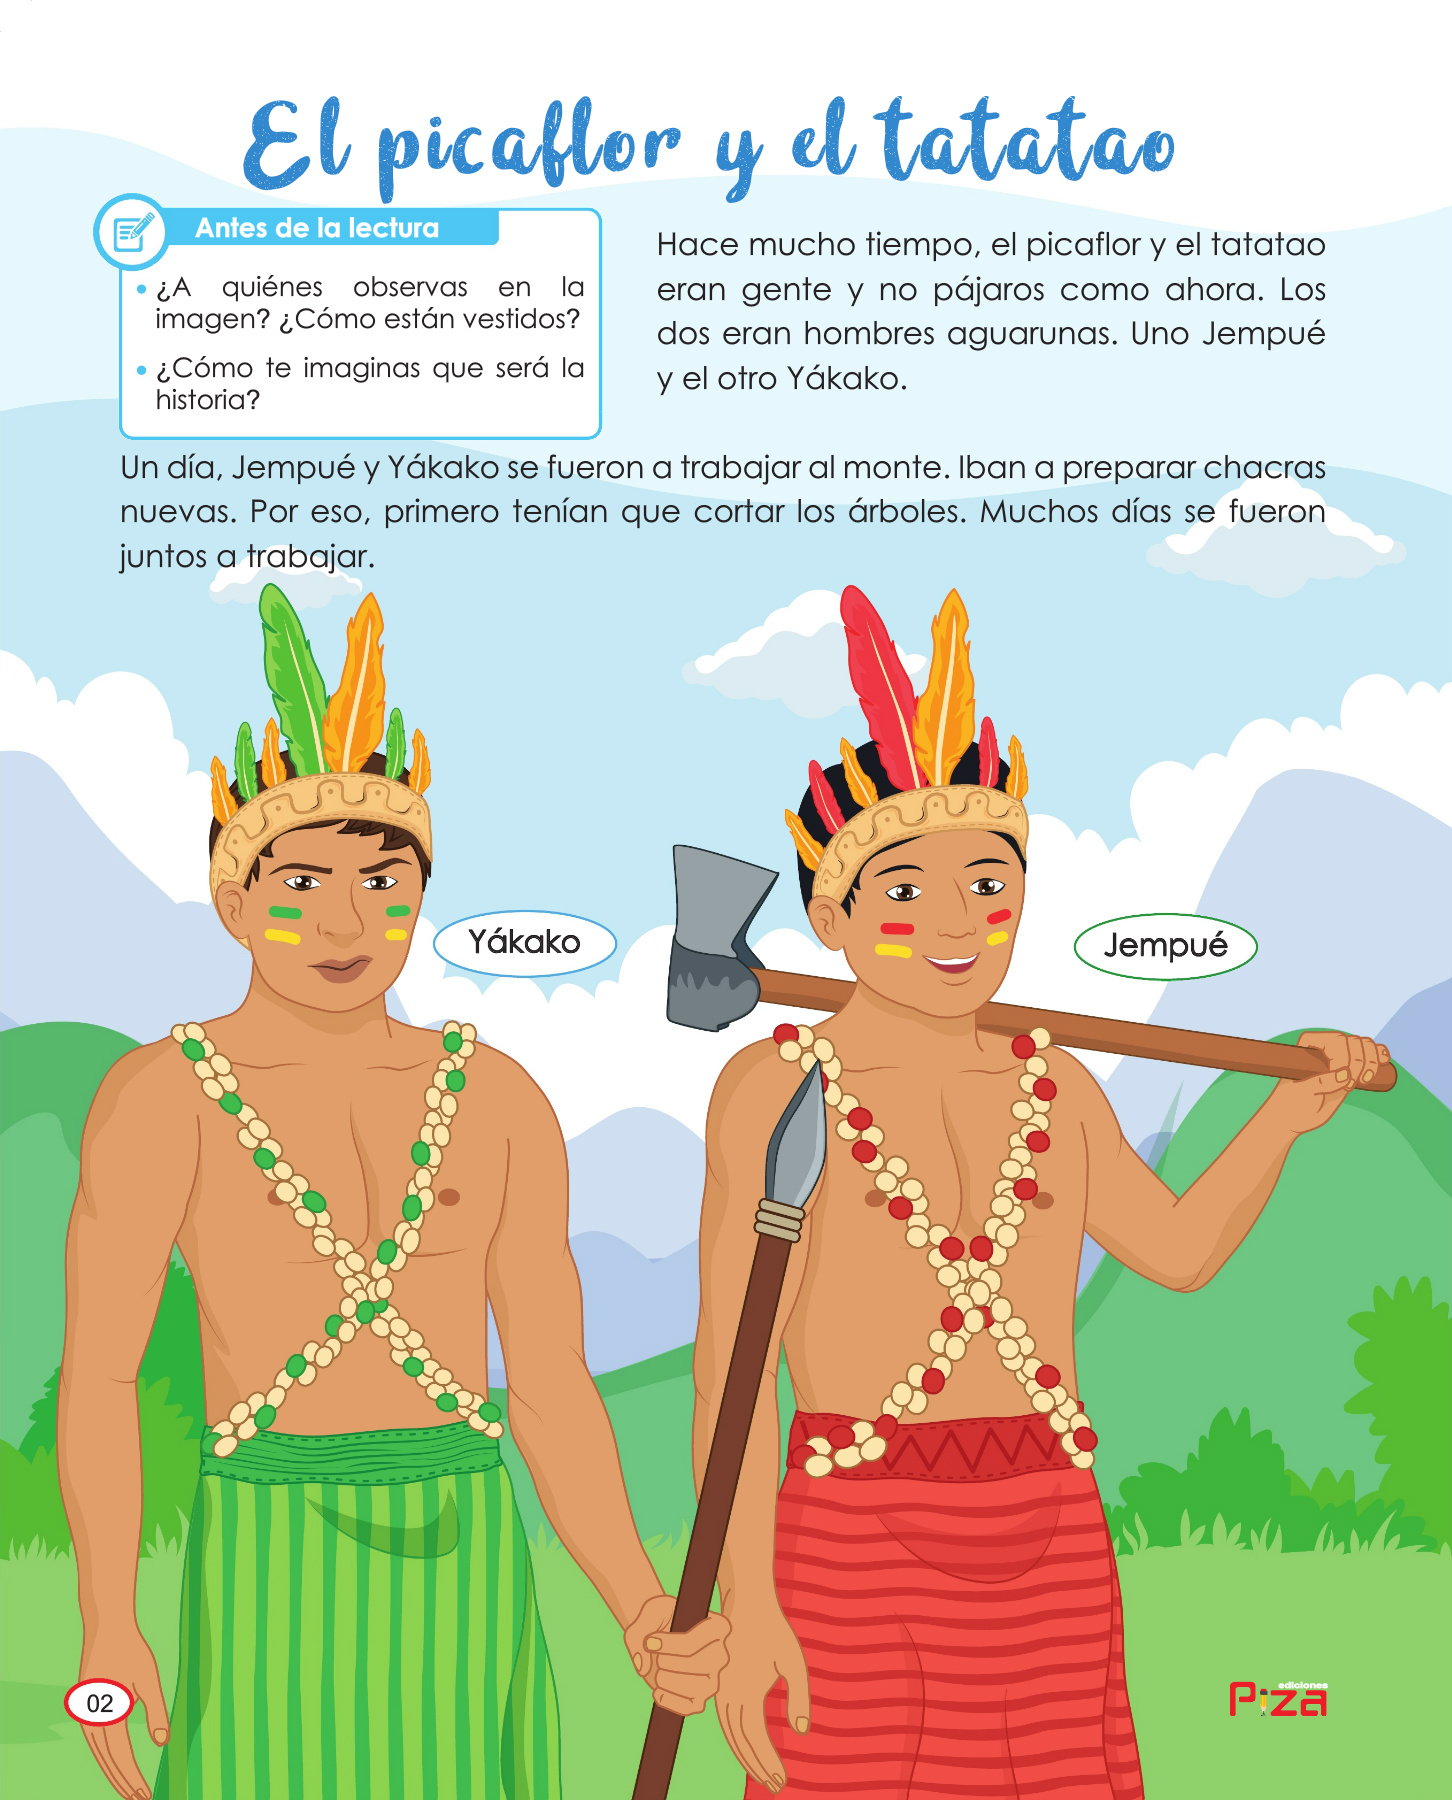 El picaflor y el tatatao
Antes de la lectura
• ¿A quiénes observas en la
imagen? ¿Cómo están vestidos?
• ¿Cómo te imaginas que será la
historia?
Hace mucho tiempo, el picaflor y el tatatao
eran gente y no pájaros como ahora. Los
dos eran hombres aguarunas. Uno Jempué
y el otro Yákako.
Un día, Jempué y Yákako se fueron a trabajar al monte. Iban a preparar chacras
nuevas. Por eso, primero tenían que cortar los árboles. Muchos días se fueron
juntos a trabajar.
Yákako
Jempué
02
ediciones
Piza